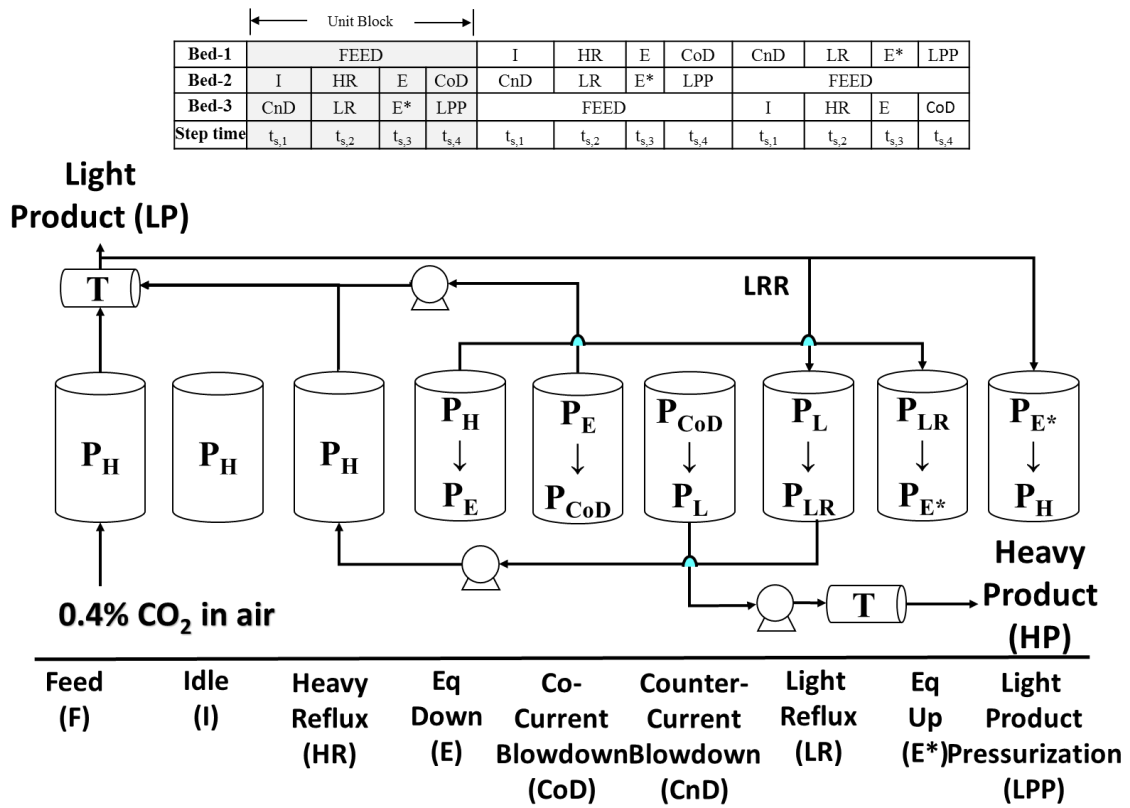 Unit Block
Bed-1 FEED I HR E CoD CnD LR E* LPP
Bed-2 I HR E CoD CnD LR E* LPP FEED
Bed-3 CnD LR E* LPP FEED I HR E CoD
Step time ts,1 ts,2 ts,3 ts,4 ts,1 ts,2 ts,3 ts,4 ts,1 ts,2 ts,3 ts,4
Light
Product (LP)
T
LRR
PH
PH
PH
PH
PE
PE
PCoD
PCoD
PL
PL
PLR
PLR
PE*
PE*
PH
0.4% CO2 in air
T
Heavy
Product
(HP)
Feed
(F)
Idle
(I)
Heavy
Reflux
(HR)
Eq
Down
(E)
Co-
Current
Blowdown
(CoD)
Counter-
Current
Blowdown
(CnD)
Light
Reflux
(LR)
Eq
Up
(E*)
Light
Product
Pressurization
(LPP)